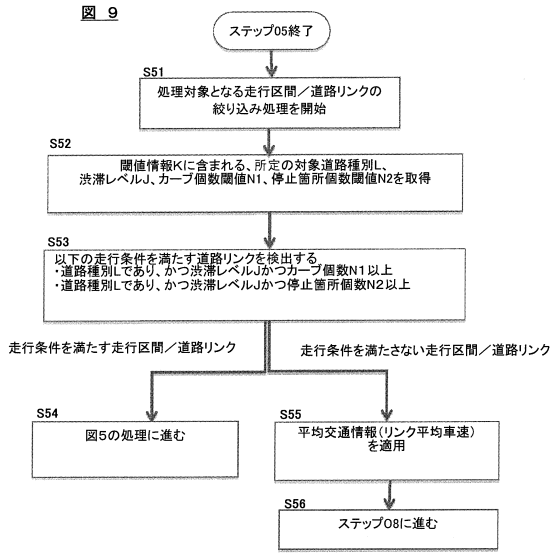 図 9
ステップ05終了
S51
処理対象となる走行区間／道路リンクの
絞り込み処理を開始
S52
閾値情報Kに含まれる、所定の対象道路種別L、
渋滞レベルJ、カーブ個数閾値N1、停止箇所個数閾値N2を取得
S53
以下の走行条件を満たす道路リンクを検出する
・道路種別Lであり、かつ渋滞レベルJかつカーブ個数N1以上
・道路種別Lであり、かつ渋滞レベルJかつ停止箇所個数N2以上
走行条件を満たす走行区間／道路リンク
走行条件を満たさない走行区間／道路リンク
S54
図5の処理に進む
S55
平均交通情報(リンク平均車速)
を適用
S56
ステップ08に進む